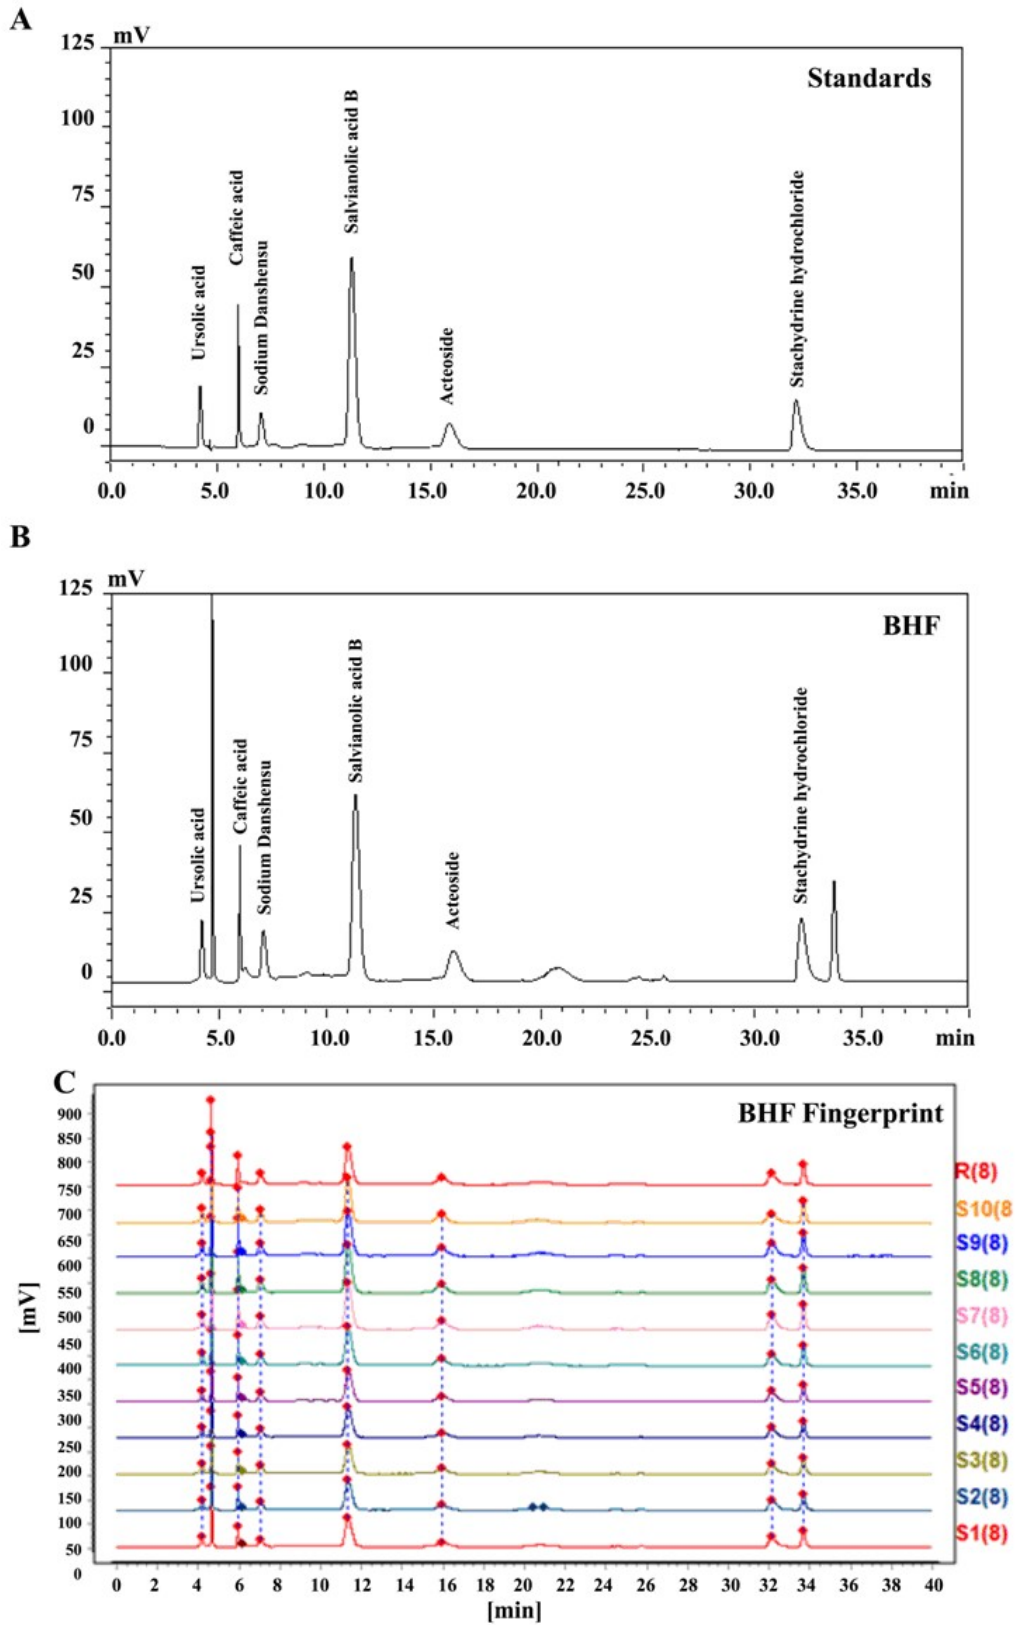 A
mV
125
Standards
100
75
50
25
0
Ursolic acid
Caffeic acid
Sodium Danshensu
Salvianolic acid B
Acteoside
Stachydrine hydrochloride
0.0 5.0 10.0 15.0 20.0 25.0 30.0 35.0 min
B
mV
125
BHF
100
75
50
25
0
Ursolic acid
Caffeic acid
Sodium Danshensu
Salvianolic acid B
Acteoside
Stachydrine hydrochloride
0.0 5.0 10.0 15.0 20.0 25.0 30.0 35.0 min
C
BHF Fingerprint
900
850
800
750
700
650
600
550
500
450
400
350
300
250
200
150
100
50
0
[mV]
R(8)
S10(8
S9(8)
S8(8)
S7(8)
S6(8)
S5(8)
S4(8)
S3(8)
S2(8)
S1(8)
0 2 4 6 8 10 12 14 16 18 20 22 24 26 28 30 32 34 36 38 40
[min]